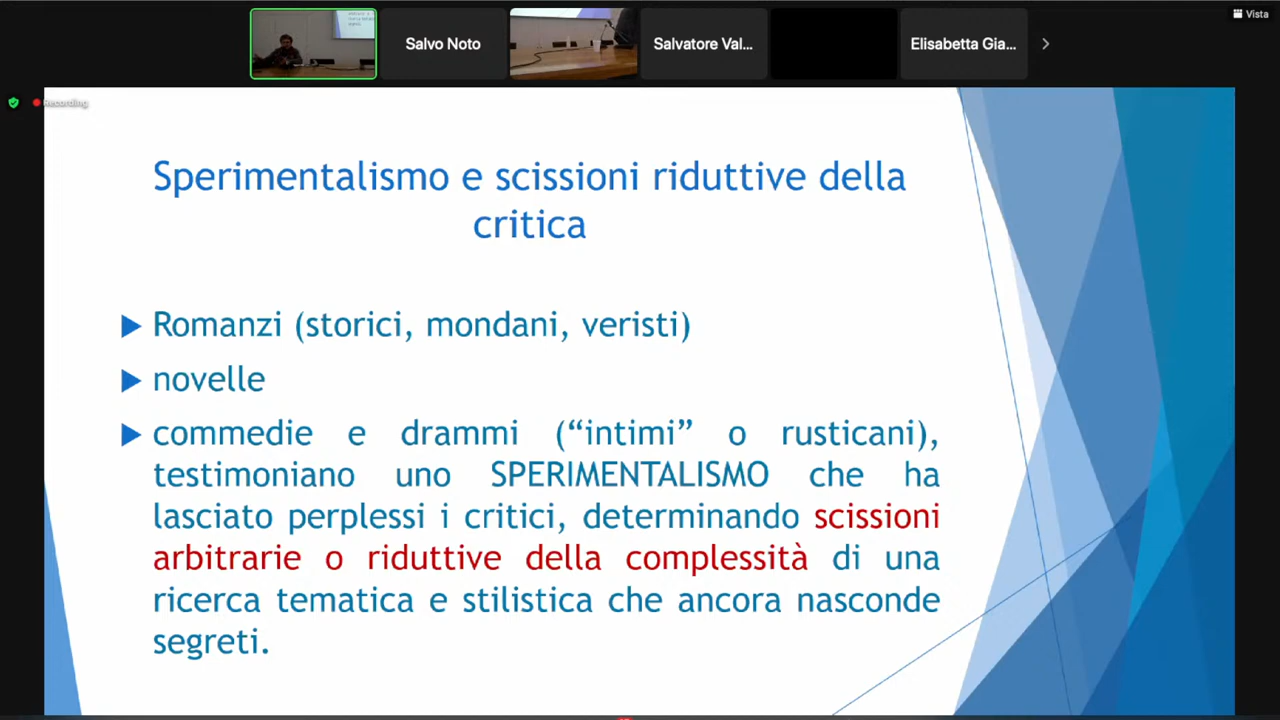 Vista
Salvo Noto
Salvatore Val...
Elisabetta Gia...
Recording
Sperimentalismo e scissioni riduttive della
critica
Romanzi (storici, mondani, veristi)
novelle
commedie e drammi (“intimi” o rusticani),
testimoniano uno SPERIMENTALISMO che ha
lasciato perplessi i critici, determinando scissioni
arbitrarie o riduttive della complessità di una
ricerca tematica e stilistica che ancora nasconde
segreti.